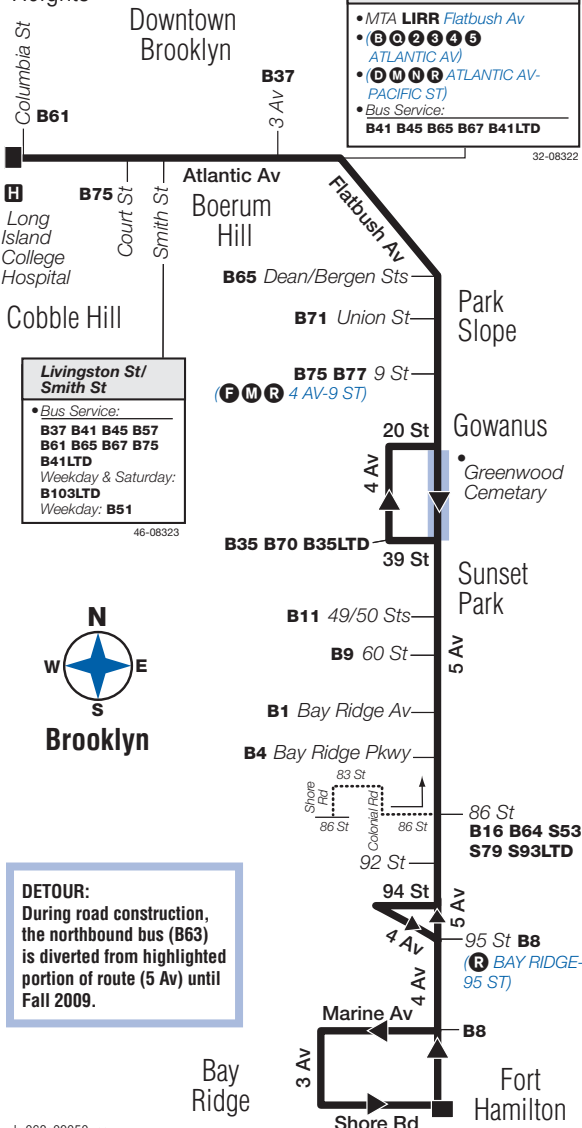 Heights
Downtown
Brooklyn
• MTA LIRR Flatbush Av
• (B Q 2 3 4 5
ATLANTIC AV)
• (D M N R ATLANTIC AV-
PACIFIC ST)
• Bus Service:
B41 B45 B65 B67 B41LTD
32-08322
Columbia St
B61
B37
3 Av
Atlantic Av
Flatbush Av
H
Long
Island
College
Hospital
B75
Court St
Smith St
Boerum
Hill
Cobble Hill
B65 Dean/Bergen Sts
Park
Slope
B71 Union St
B75 B77 9 St
(F M R 4 AV-9 ST)
Livingston St/
Smith St
• Bus Service:
B37 B41 B45 B57
B61 B65 B67 B75
B41LTD
Weekday & Saturday:
B103LTD
Weekday: B51
46-08323
20 St
Gowanus
4 Av
• Greenwood
Cemetary
B35 B70 B35LTD
39 St
Sunset
Park
B11 49/50 Sts
5 Av
B9 60 St
N
W
E
S
Brooklyn
B1 Bay Ridge Av
B4 Bay Ridge Pkwy
83 St
Shore
Rd
Colonial Rd
86 St
86 St
86 St
B16 B64 S53
S79 S93LTD
92 St
94 St
5 Av
4 Av
95 St B8
(R BAY RIDGE-
95 ST)
4 Av
DETOUR:
During road construction,
the northbound bus (B63)
is diverted from highlighted
portion of route (5 Av) until
Fall 2009.
Marine Av
B8
3 Av
Bay
Ridge
Fort
Hamilton
Shore Rd